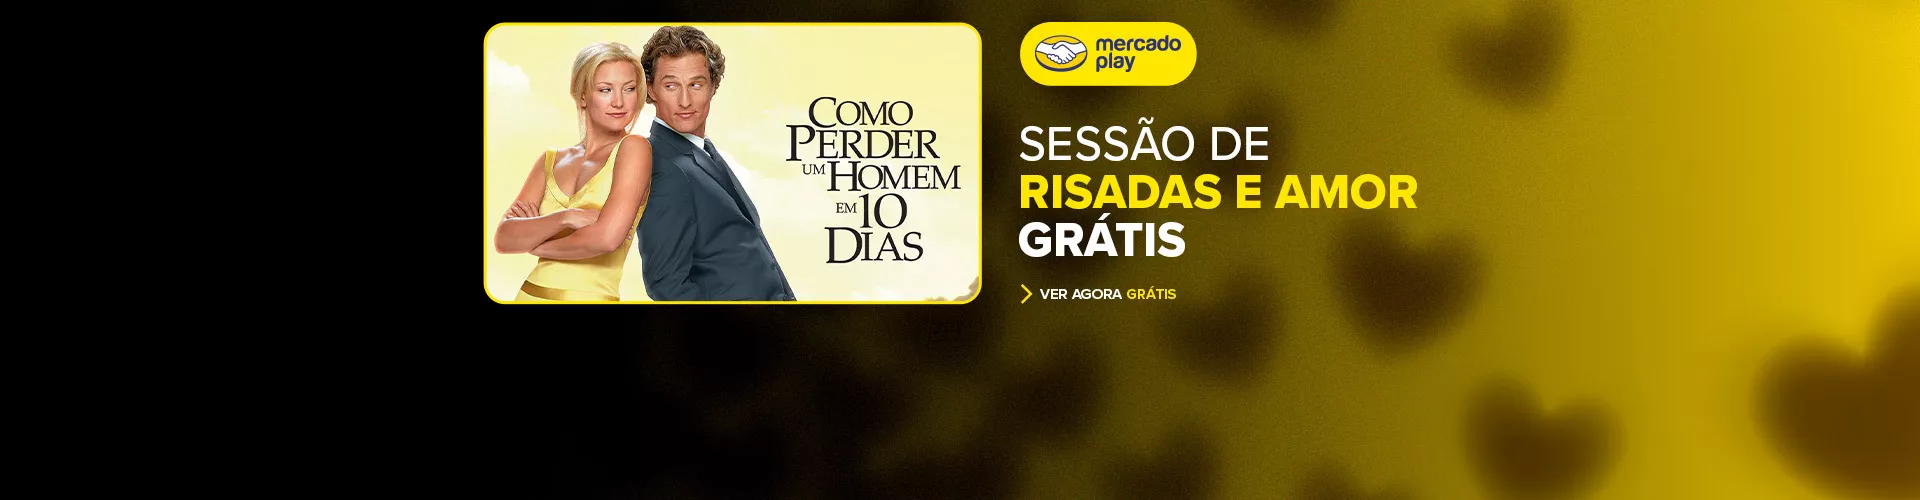 COMO
PERDER
UM HOMEM
EM 10
DIAS
mercado
play
SESSÃO DE
RISADAS E AMOR
GRÁTIS
VER AGORA GRÁTIS